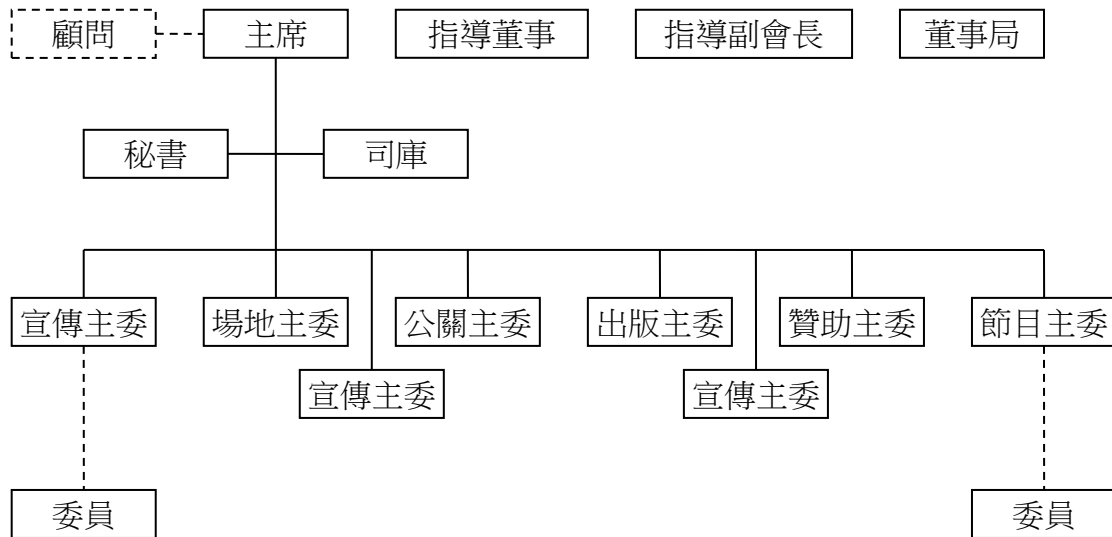 顧問
主席
指導董事
指導副會長
董事局
秘書
司庫
宣傳主委
場地主委
公關主委
出版主委
贊助主委
節目主委
宣傳主委
宣傳主委
委員
委員